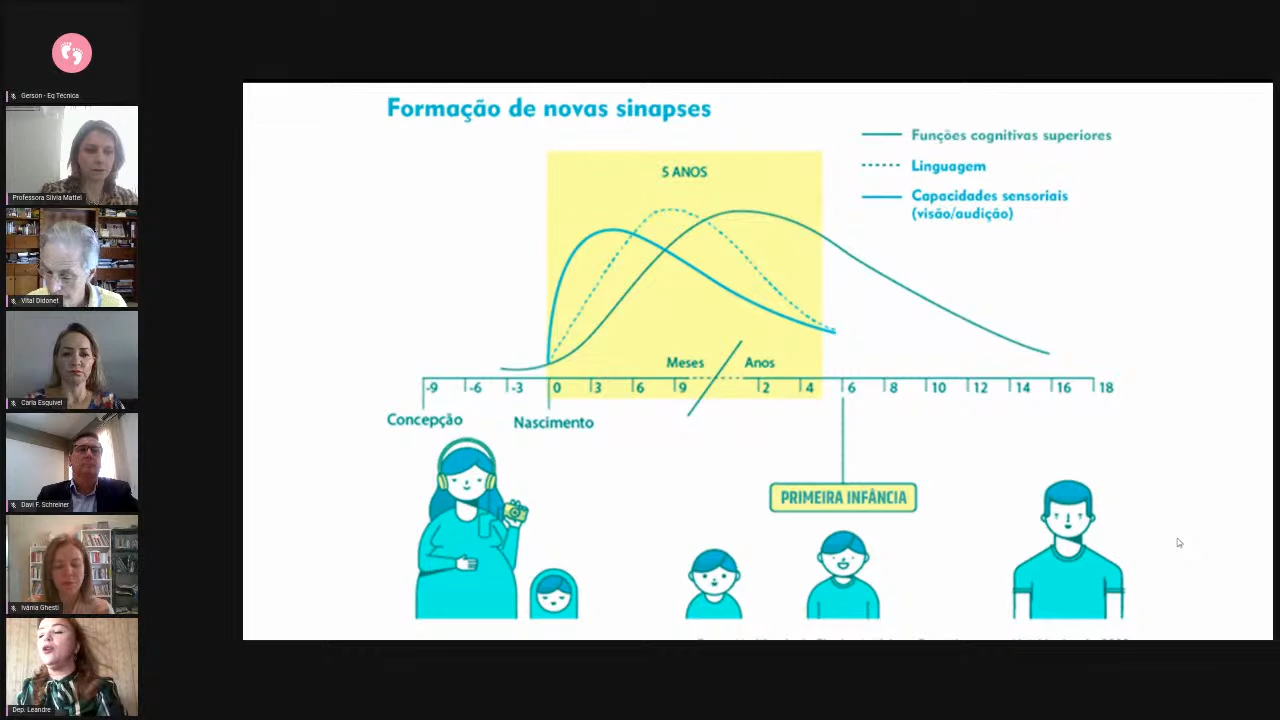 Gerson - Eq Técnica
Professora Silvia Mattei
Vital Didonet
Carla Esquivel
Davi F. Schreiner
Ivânia Ghesti
Dep. Leandre
Formação de novas sinapses
Funções cognitivas superiores
Linguagem
Capacidades sensoriais
(visão/audição)
5 ANOS
Meses Anos
-9 -6 -3 0 3 6 9 2 4 6 8 10 12 14 16 18
Concepção Nascimento
PRIMEIRA INFÂNCIA